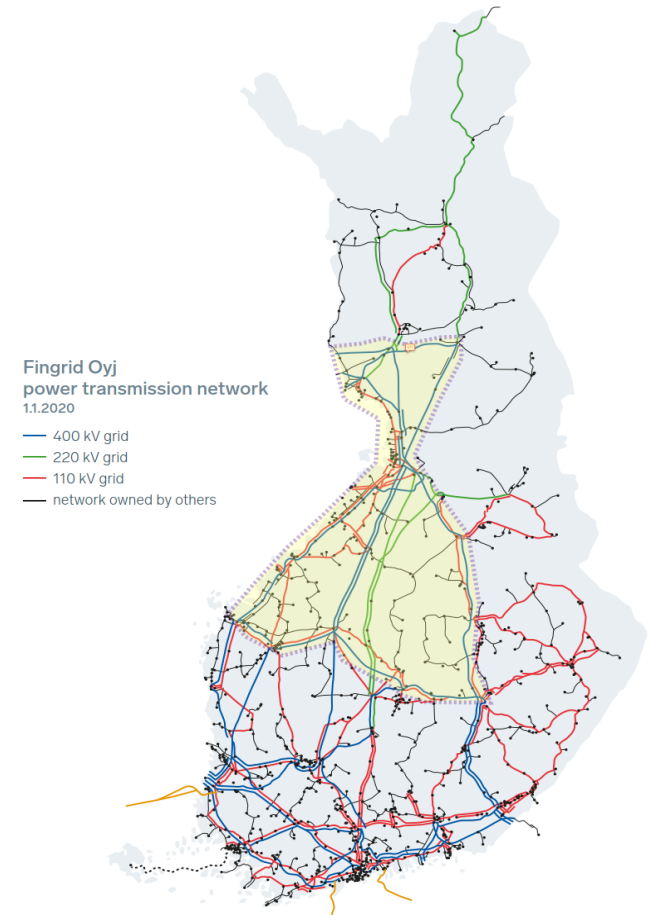 Fingrid Oyj
power transmission network
1.1.2020
400 kV grid
220 kV grid
110 kV grid
network owned by others